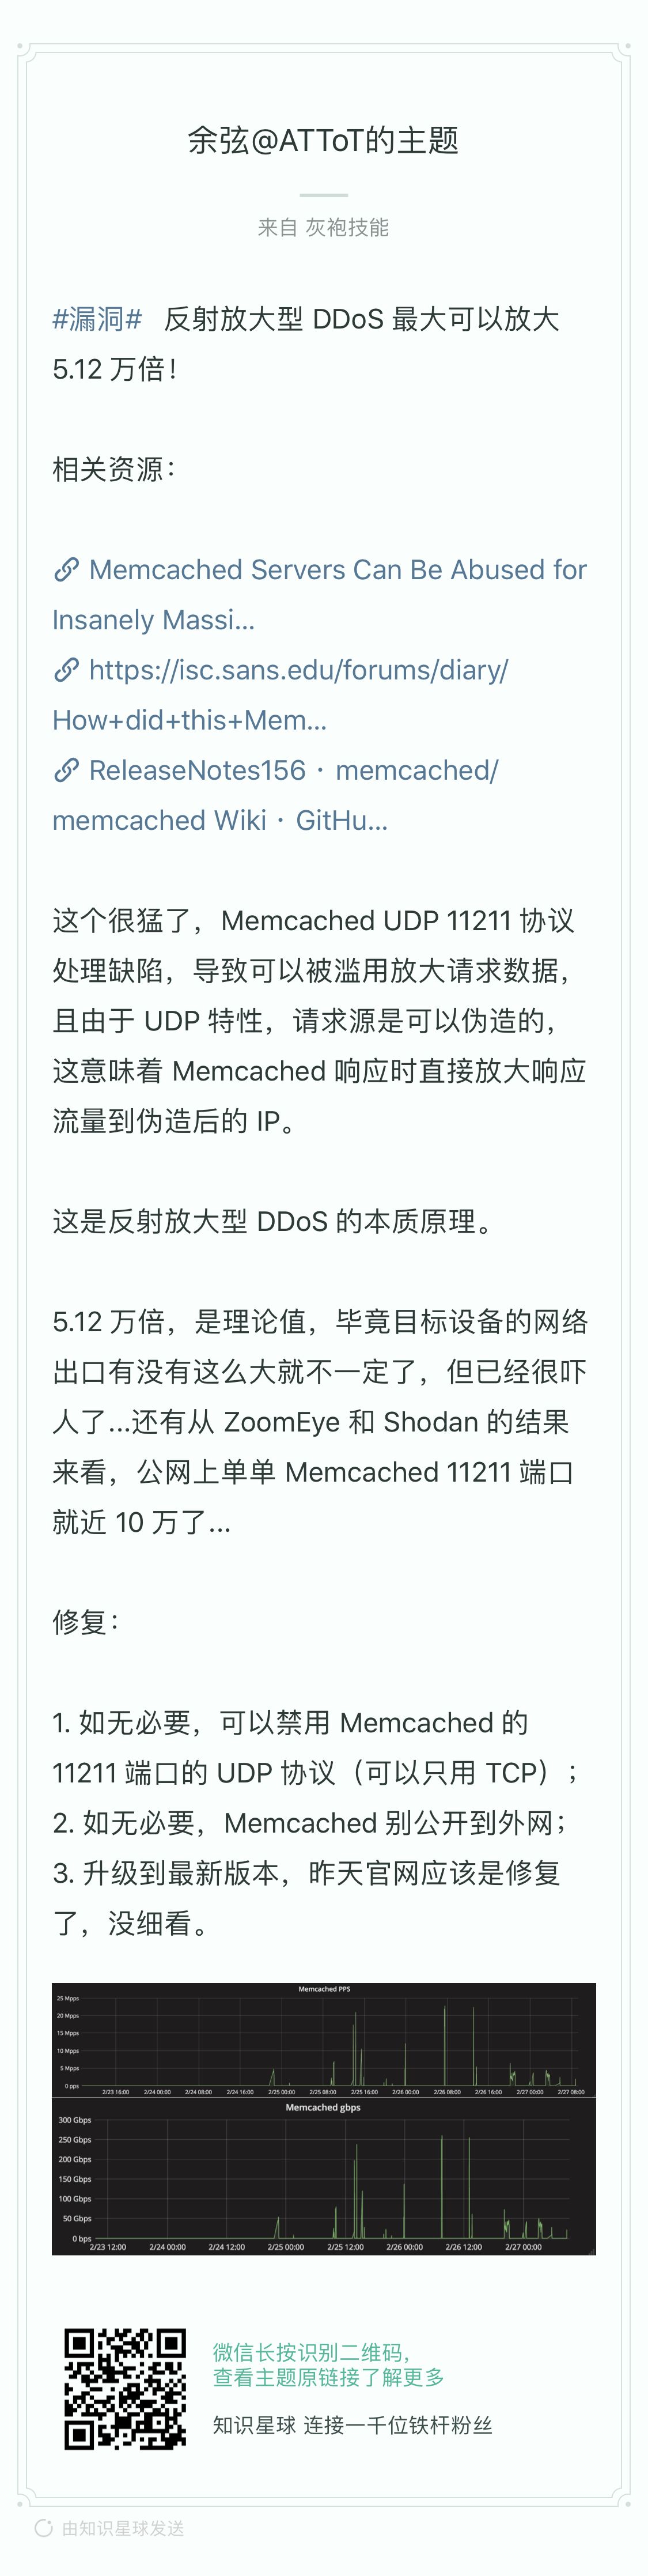 余弦@ATToT的主题
来自 灰袍技能
#漏洞# 反射放大型 DDoS 最大可以放大
5.12 万倍！
相关资源：
Memcached Servers Can Be Abused for
Insanely Massi...
https://isc.sans.edu/forums/diary/
How+did+this+Mem...
ReleaseNotes156 · memcached/
memcached Wiki · GitHu...
这个很猛了，Memcached UDP 11211 协议
处理缺陷，导致可以被滥用放大请求数据，
且由于 UDP 特性，请求源是可以伪造的，
这意味着 Memcached 响应时直接放大响应
流量到伪造后的 IP。
这是反射放大型 DDoS 的本质原理。
5.12 万倍，是理论值，毕竟目标设备的网络
出口有没有这么大就不一定了，但已经很吓
人了...还有从 ZoomEye 和 Shodan 的结果
来看，公网上单单 Memcached 11211 端口
就近 10 万了...
修复：
1. 如无必要，可以禁用 Memcached 的
11211 端口的 UDP 协议（可以只用 TCP）；
2. 如无必要，Memcached 别公开到外网；
3. 升级到最新版本，昨天官网应该是修复
了，没细看。
Memcached PPS
25 Mpps
20 Mpps
15 Mpps
10 Mpps
5 Mpps
0 pps
2/23 16:00 2/24 00:00 2/24 08:00 2/24 16:00 2/25 00:00 2/25 08:00 2/25 16:00 2/26 00:00 2/26 08:00 2/26 16:00 2/27 00:00 2/27 08:00
Memcached gbps
300 Gbps
250 Gbps
200 Gbps
150 Gbps
100 Gbps
50 Gbps
0 bps
2/23 12:00 2/24 00:00 2/24 12:00 2/25 00:00 2/25 12:00 2/26 00:00 2/26 12:00 2/27 00:00
微信长按识别二维码，
查看主题原链接了解更多
知识星球 连接一千位铁杆粉丝
由知识星球发送